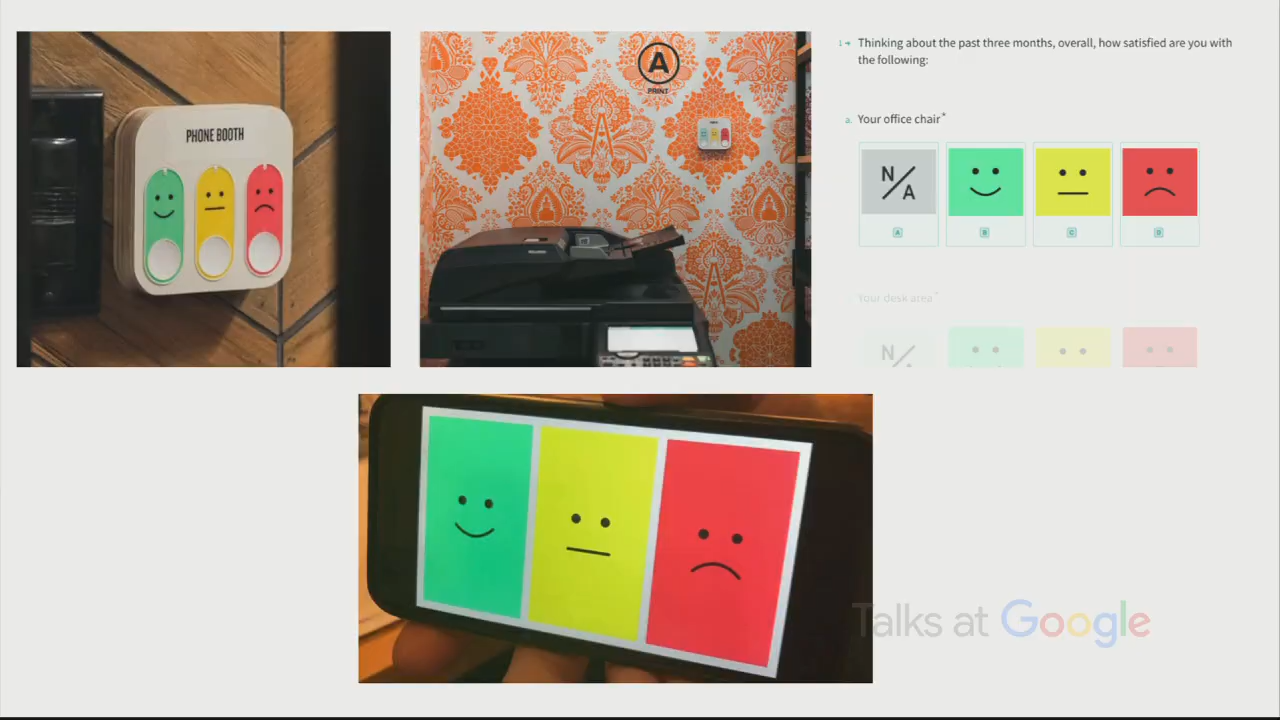 PHONE BOOTH
A
PRINT
1 → Thinking about the past three months, overall, how satisfied are you with
the following:
a. Your office chair*
N/A
A
B
C
D
Your desk area*
N/
Talks at Google